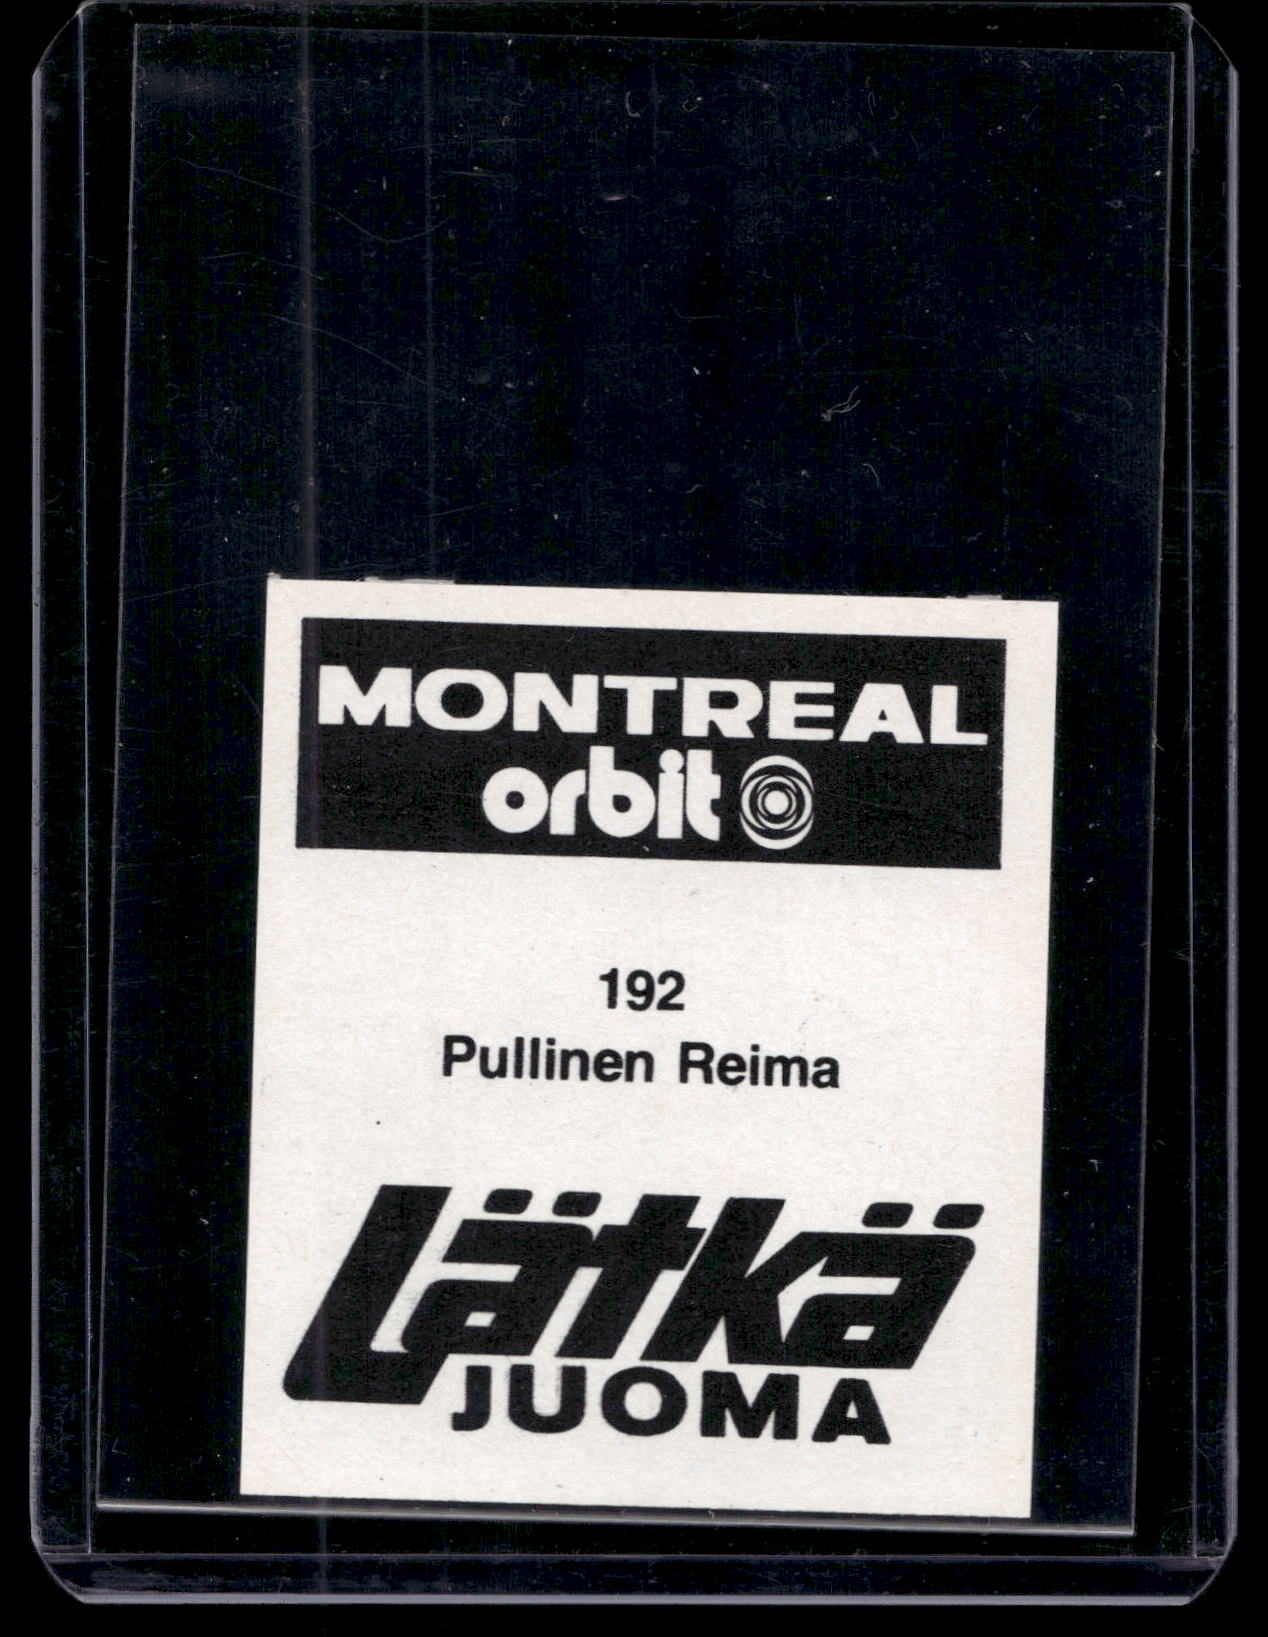 MONTREAL
orbit
192
Pullinen Reima
Lätkä
JUOMA